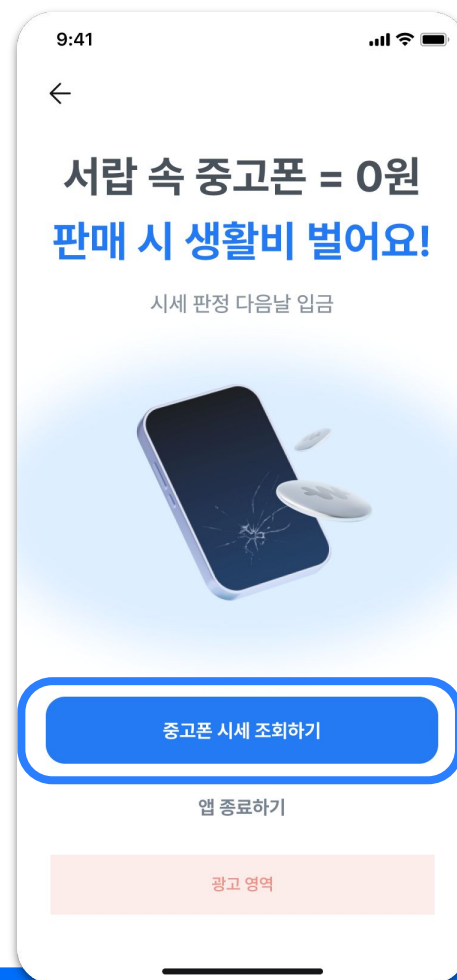 9:41
서랍 속 중고폰 = 0원
판매 시 생활비 벌어요!
시세 판정 다음날 입금
중고폰 시세 조회하기
앱 종료하기
광고 영역